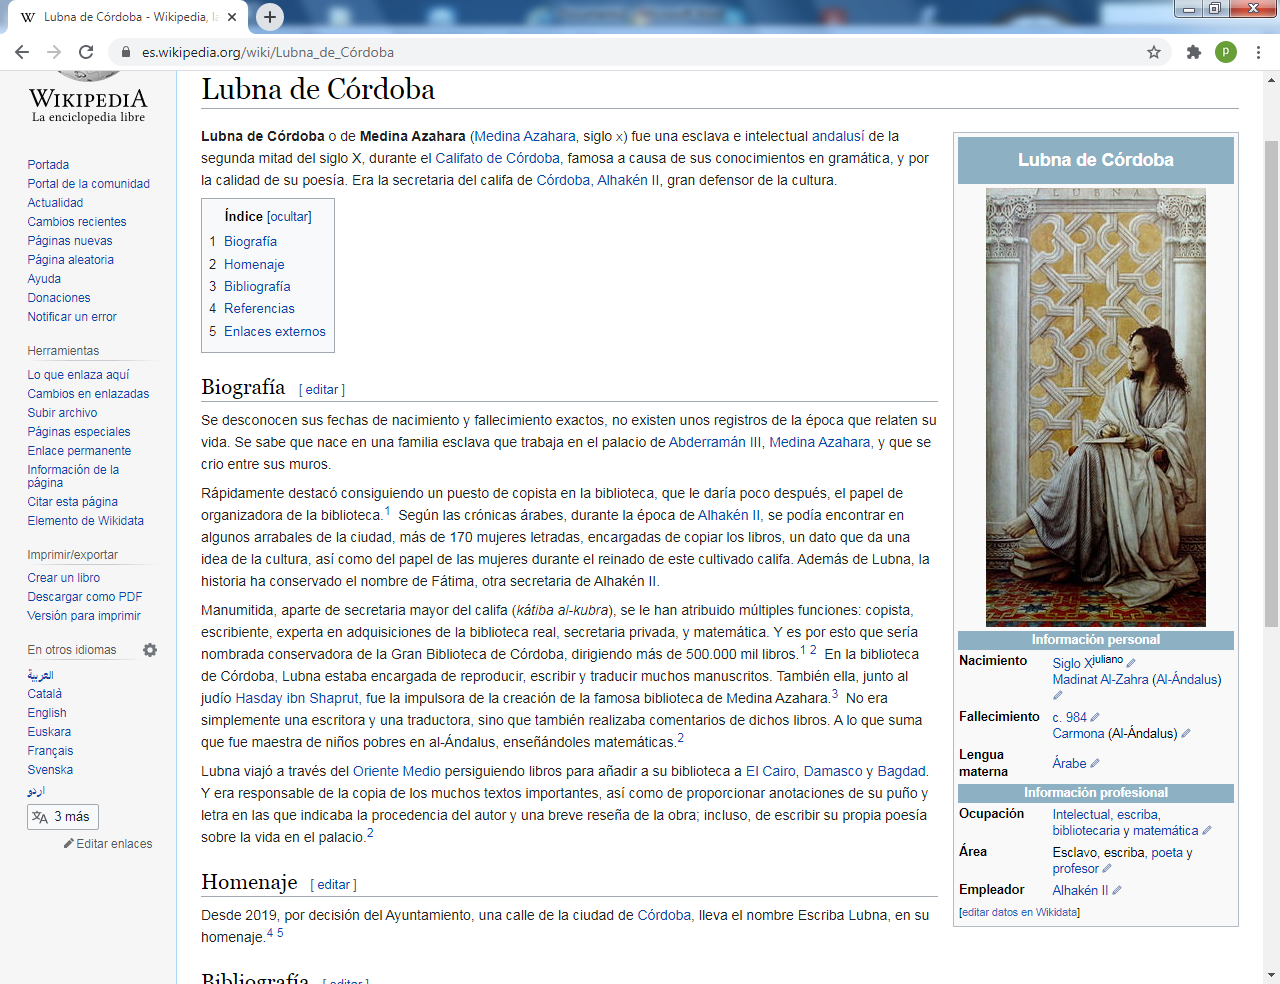 Lubna de Córdoba - Wikipedia, la
es.wikipedia.org/wiki/Lubna_de_Córdoba
p
WIKIPEDIA
La enciclopedia libre
Portada
Portal de la comunidad
Actualidad
Cambios recientes
Páginas nuevas
Página aleatoria
Ayuda
Donaciones
Notificar un error
Herramientas
Lo que enlaza aquí
Cambios en enlazadas
Subir archivo
Páginas especiales
Enlace permanente
Información de la
página
Citar esta página
Elemento de Wikidata
Imprimir/exportar
Crear un libro
Descargar como PDF
Versión para imprimir
En otros idiomas
العربية
Català
English
Euskara
Français
Svenska
اردو
3 más
Editar enlaces
Lubna de Córdoba
Lubna de Córdoba o de Medina Azahara (Medina Azahara, siglo X) fue una esclava e intelectual andalusí de la
segunda mitad del siglo X, durante el Califato de Córdoba, famosa a causa de sus conocimientos en gramática, y por
la calidad de su poesía. Era la secretaria del califa de Córdoba, Alhakén II, gran defensor de la cultura.
Índice [ocultar]
1 Biografía
2 Homenaje
3 Bibliografía
4 Referencias
5 Enlaces externos
Biografía [ editar ]
Se desconocen sus fechas de nacimiento y fallecimiento exactos, no existen unos registros de la época que relaten su
vida. Se sabe que nace en una familia esclava que trabaja en el palacio de Abderramán III, Medina Azahara, y que se
crio entre sus muros.
Rápidamente destacó consiguiendo un puesto de copista en la biblioteca, que le daría poco después, el papel de
organizadora de la biblioteca.1 Según las crónicas árabes, durante la época de Alhakén II, se podía encontrar en
algunos arrabales de la ciudad, más de 170 mujeres letradas, encargadas de copiar los libros, un dato que da una
idea de la cultura, así como del papel de las mujeres durante el reinado de este cultivado califa. Además de Lubna, la
historia ha conservado el nombre de Fátima, otra secretaria de Alhakén II.
Manumitida, aparte de secretaria mayor del califa (kátiba al-kubra), se le han atribuido múltiples funciones: copista,
escribiente, experta en adquisiciones de la biblioteca real, secretaria privada, y matemática. Y es por esto que sería
nombrada conservadora de la Gran Biblioteca de Córdoba, dirigiendo más de 500.000 mil libros.1 2 En la biblioteca
de Córdoba, Lubna estaba encargada de reproducir, escribir y traducir muchos manuscritos. También ella, junto al
judío Hasday ibn Shaprut, fue la impulsora de la creación de la famosa biblioteca de Medina Azahara.3 No era
simplemente una escritora y una traductora, sino que también realizaba comentarios de dichos libros. A lo que suma
que fue maestra de niños pobres en al-Ándalus, enseñándoles matemáticas.2
Lubna viajó a través del Oriente Medio persiguiendo libros para añadir a su biblioteca a El Cairo, Damasco y Bagdad.
Y era responsable de la copia de los muchos textos importantes, así como de proporcionar anotaciones de su puño y
letra en las que indicaba la procedencia del autor y una breve reseña de la obra; incluso, de escribir su propia poesía
sobre la vida en el palacio.2
Homenaje [ editar ]
Desde 2019, por decisión del Ayuntamiento, una calle de la ciudad de Córdoba, lleva el nombre Escriba Lubna, en su
homenaje.4 5
Bibliografía [ editar ]
Lubna de Córdoba
LUBNA
Información personal
Nacimiento Siglo Xjuliano
Madinat Al-Zahra (Al-Ándalus)
Fallecimiento c. 984
Carmona (Al-Ándalus)
Lengua
materna Árabe
Información profesional
Ocupación Intelectual, escriba,
bibliotecaria y matemática
Área Esclavo, escriba, poeta y
profesor
Empleador Alhakén II
[editar datos en Wikidata]